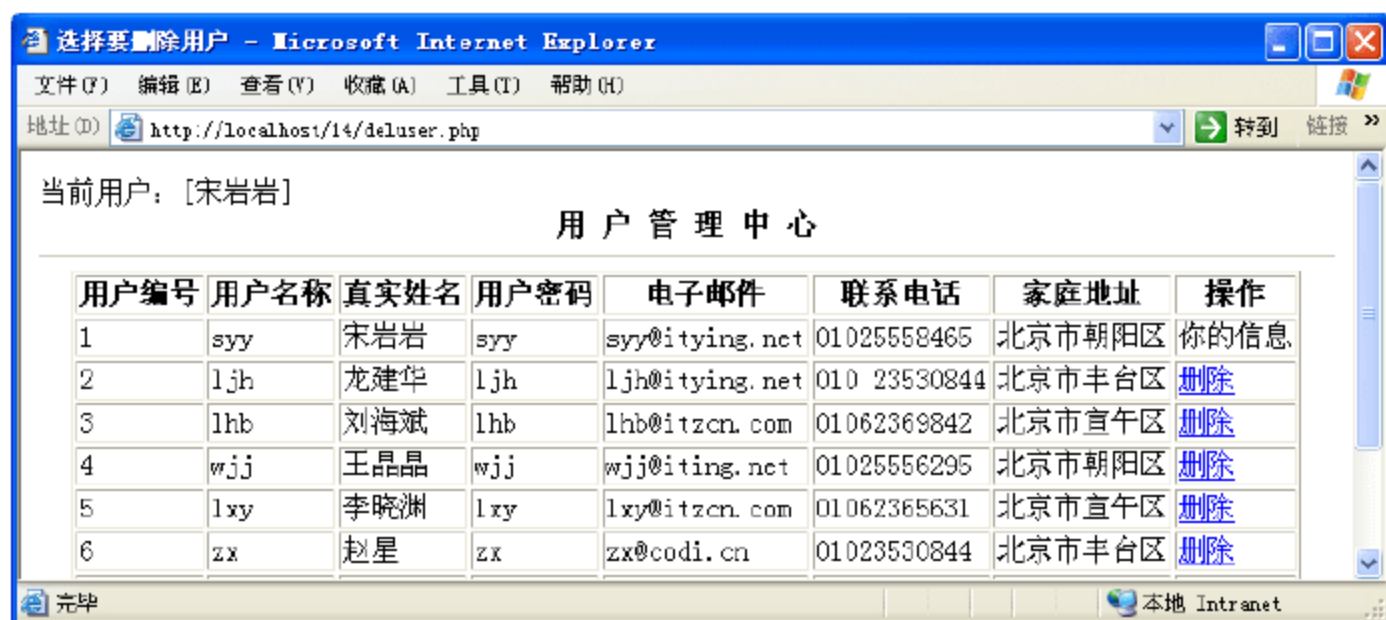 选择要删除用户 - Microsoft Internet Explorer
文件(F) 编辑(E) 查看(V) 收藏(A) 工具(T) 帮助(H)
地址(D) http://localhost/14/deluser.php 转到 链接 »
当前用户：[宋岩岩]
用 户 管 理 中 心
用户编号 用户名称 真实姓名 用户密码 电子邮件 联系电话 家庭地址 操作
1 syy 宋岩岩 syy syy@itying.net 01025558465 北京市朝阳区 你的信息
2 ljh 龙建华 ljh ljh@itying.net 010 23530844 北京市丰台区 删除
3 lhb 刘海斌 lhb lhb@itzcn.com 01062369842 北京市宣午区 删除
4 wjj 王晶晶 wjj wjj@iting.net 01025556295 北京市朝阳区 删除
5 lxy 李晓渊 lxy lxy@itzcn.com 01062365631 北京市宣午区 删除
6 zx 赵星 zx zx@codi.cn 01023530844 北京市丰台区 删除
完毕 本地 Intranet